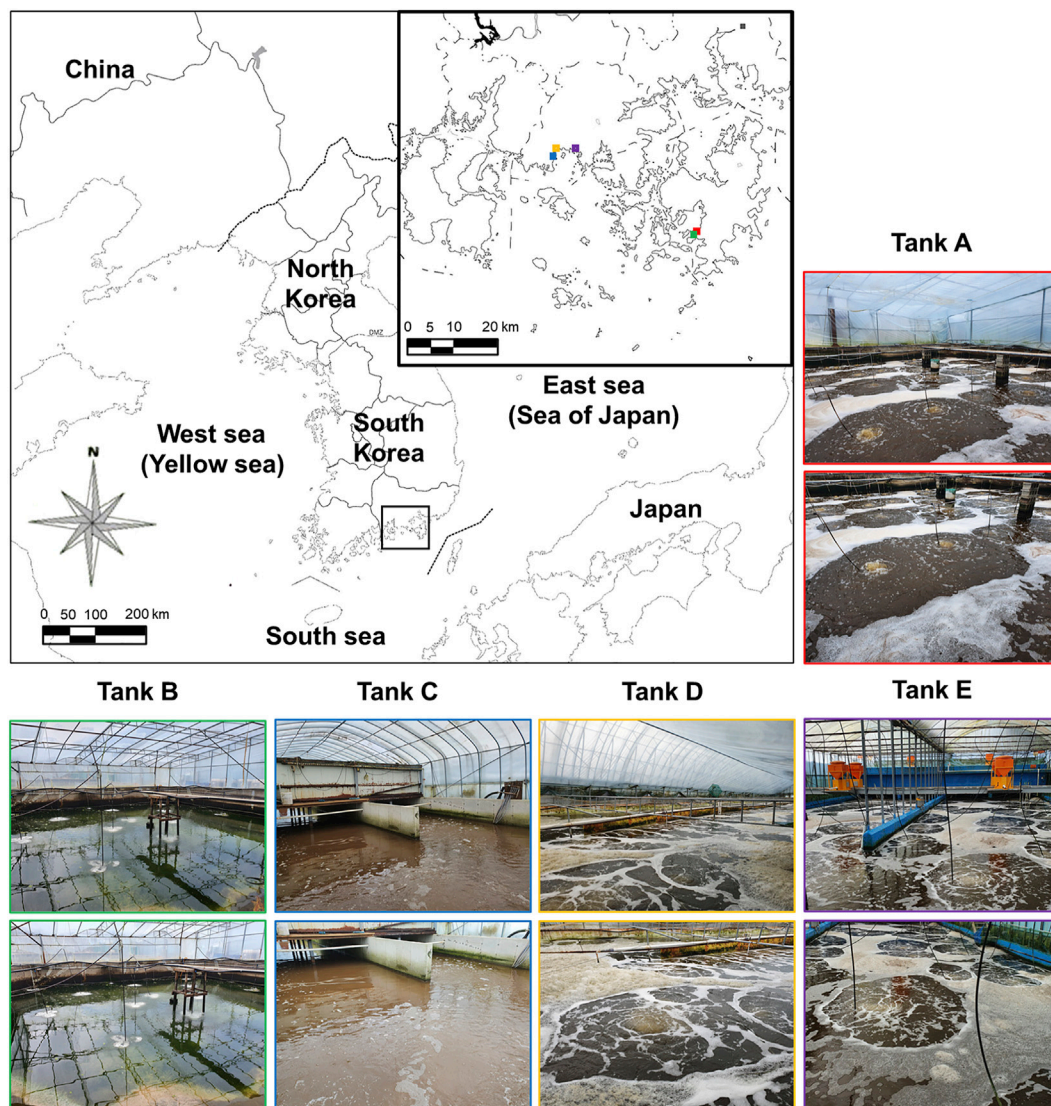 China
North
Korea
DMZ
South
Korea
West sea
(Yellow sea)
East sea
(Sea of Japan)
Japan
South sea
N
0 50 100 200 km
0 5 10 20 km
Tank A
Tank B
Tank C
Tank D
Tank E